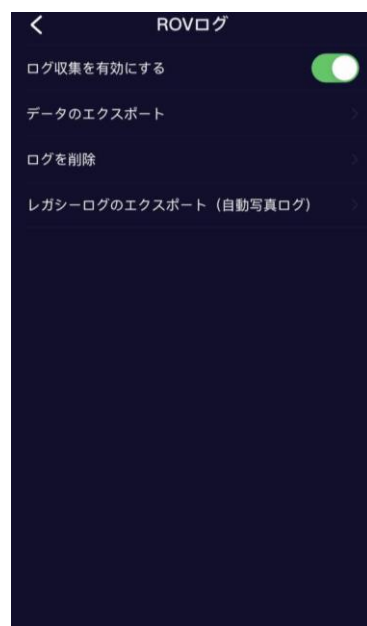 ROVログ
ログ収集を有効にする
データのエクスポート
ログを削除
レガシーログのエクスポート（自動写真ログ）